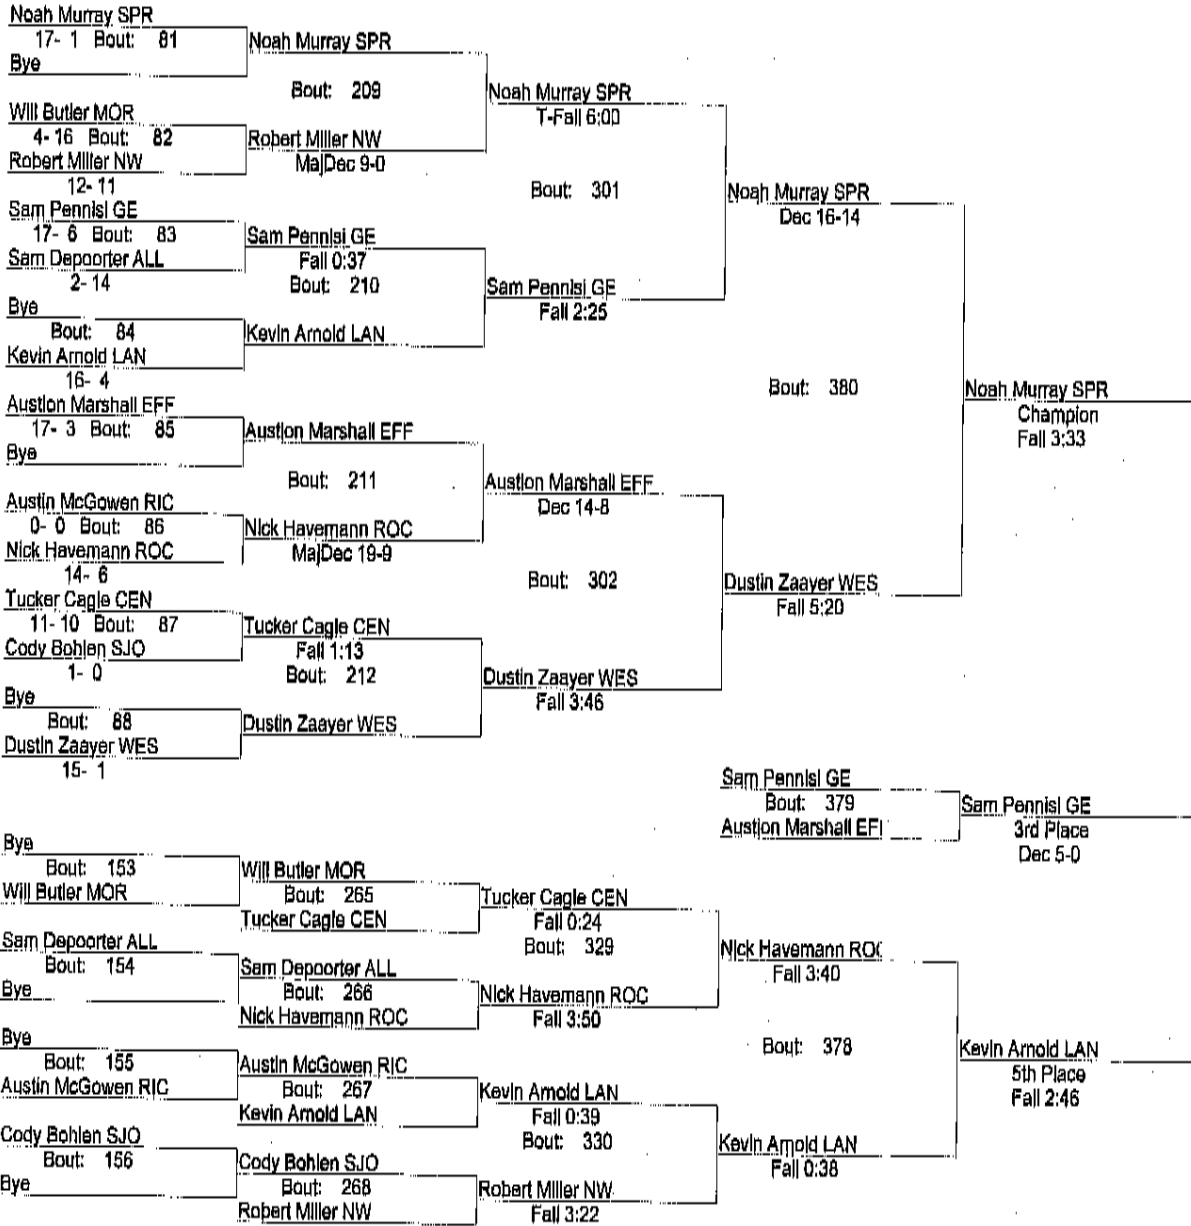 Noah Murray SPR
17- 1 Bout: 81
Bye
Noah Murray SPR
Bout: 209
Will Butler MOR
4- 16 Bout: 82
Robert Miller NW
12- 11
Robert Miller NW
MajDec 9-0
Noah Murray SPR
T-Fall 6:00
Bout: 301
Sam Pennisi GE
17- 6 Bout: 83
Sam Depoorter ALL
2- 14
Sam Pennisi GE
Fall 0:37
Bout: 210
Bye
Bout: 84
Kevin Arnold LAN
16- 4
Kevin Arnold LAN
Sam Pennisi GE
Fall 2:25
Noah Murray SPR
Dec 16-14
Bout: 380
Austion Marshall EFF
17- 3 Bout: 85
Bye
Austion Marshall EFF
Bout: 211
Austin McGowen RIC
0- 0 Bout: 86
Nick Havemann ROC
14- 6
Nick Havemann ROC
MajDec 19-9
Austion Marshall EFF
Dec 14-8
Bout: 302
Tucker Cagle CEN
11- 10 Bout: 87
Cody Bohlen SJO
1- 0
Tucker Cagle CEN
Fall 1:13
Bout: 212
Bye
Bout: 88
Dustin Zaayer WES
15- 1
Dustin Zaayer WES
Dustin Zaayer WES
Fall 3:46
Dustin Zaayer WES
Fall 5:20
Noah Murray SPR
Champion
Fall 3:33
Sam Pennisi GE
Bout: 379
Austion Marshall EFI
Sam Pennisi GE
3rd Place
Dec 5-0
Bye
Bout: 153
Will Butler MOR
Will Butler MOR
Bout: 265
Tucker Cagle CEN
Tucker Cagle CEN
Fall 0:24
Bout: 329
Sam Depoorter ALL
Bout: 154
Bye
Sam Depoorter ALL
Bout: 266
Nick Havemann ROC
Nick Havemann ROC
Fall 3:50
Nick Havemann ROC
Fall 3:40
Bout: 378
Bye
Bout: 155
Austin McGowen RIC
Austin McGowen RIC
Bout: 267
Kevin Arnold LAN
Kevin Arnold LAN
Fall 0:39
Bout: 330
Cody Bohlen SJO
Bout: 156
Bye
Cody Bohlen SJO
Bout: 268
Robert Miller NW
Robert Miller NW
Fall 3:22
Kevin Arnold LAN
Fall 0:38
Kevin Arnold LAN
5th Place
Fall 2:46